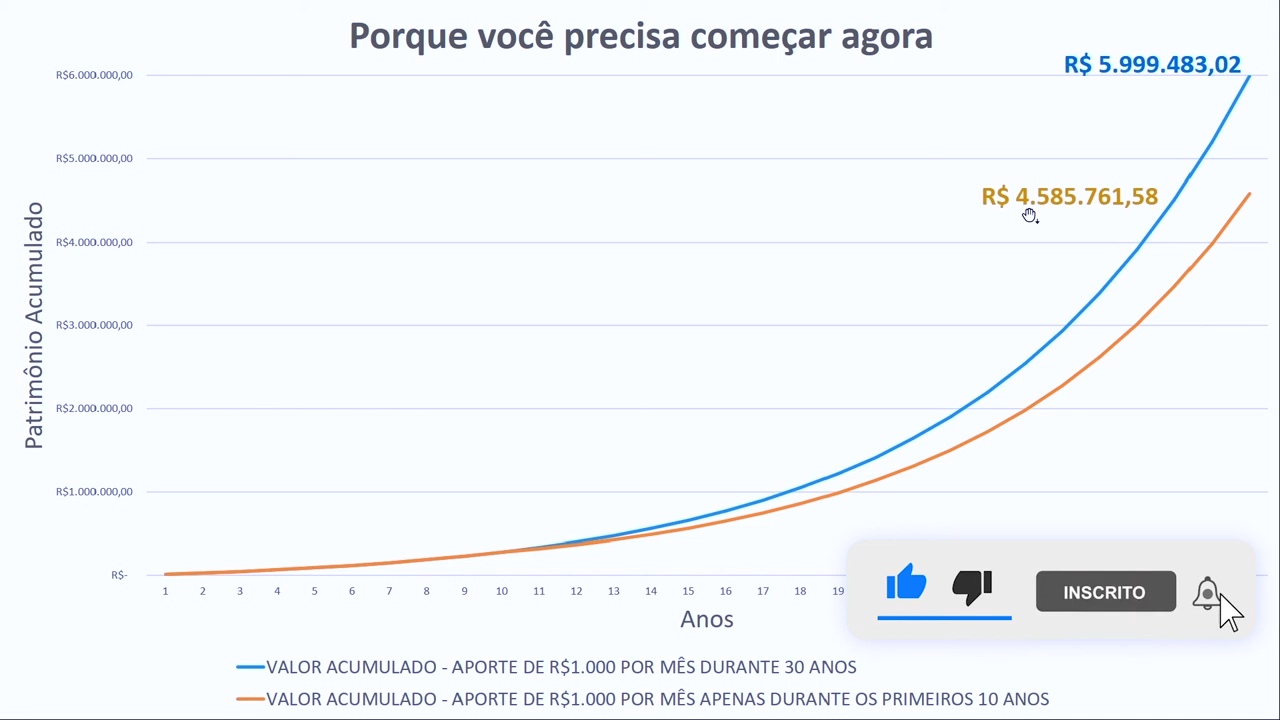 Porque você precisa começar agora
R$ 5.999.483,02
R$6.000.000,00
R$5.000.000,00
R$ 4.585.761,58
R$4.000.000,00
R$3.000.000,00
R$2.000.000,00
R$1.000.000,00
R$-
Patrimônio Acumulado
1 2 3 4 5 6 7 8 9 10 11 12 13 14 15 16 17 18 19
INSCRITO
Anos
VALOR ACUMULADO - APORTE DE R$1.000 POR MÊS DURANTE 30 ANOS
VALOR ACUMULADO - APORTE DE R$1.000 POR MÊS APENAS DURANTE OS PRIMEIROS 10 ANOS